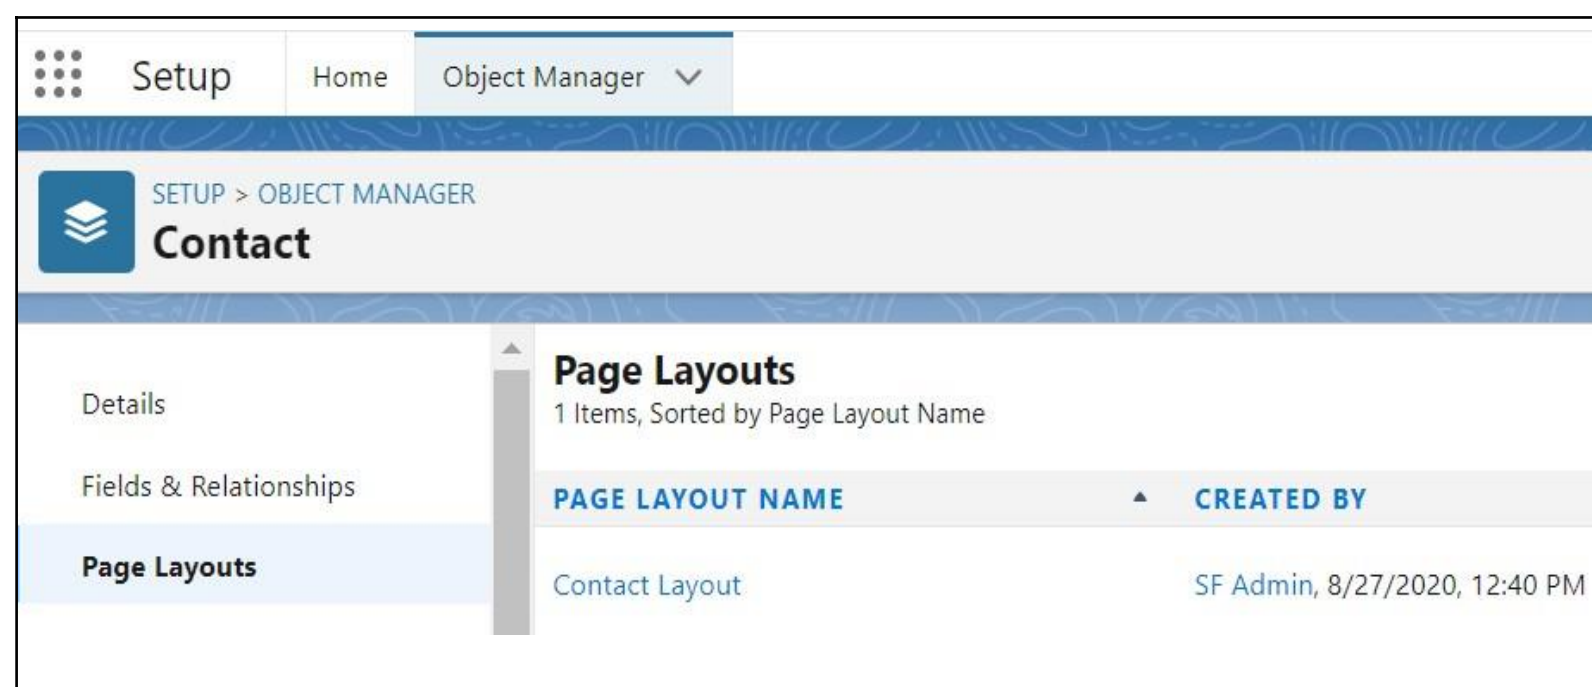 Setup Home Object Manager
SETUP > OBJECT MANAGER
Contact
Details
Fields & Relationships
Page Layouts
Page Layouts
1 Items, Sorted by Page Layout Name
PAGE LAYOUT NAME CREATED BY
Contact Layout SF Admin, 8/27/2020, 12:40 PM